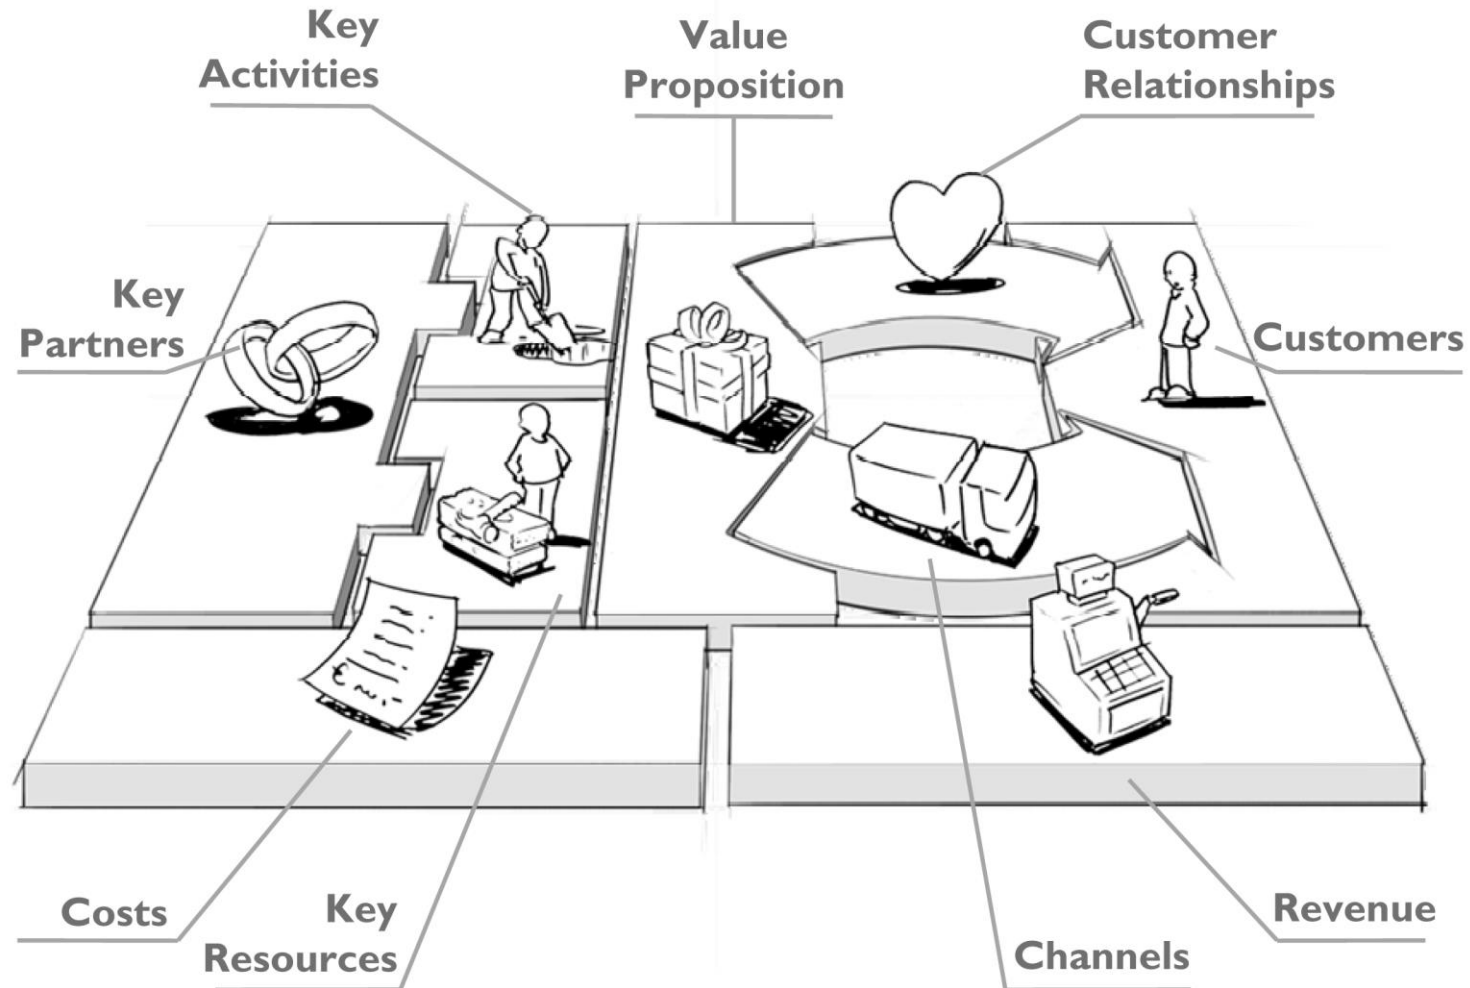 Key
Activities
Value
Proposition
Customer
Relationships
Key
Partners
Customers
€
Costs
Key
Resources
Revenue
Channels